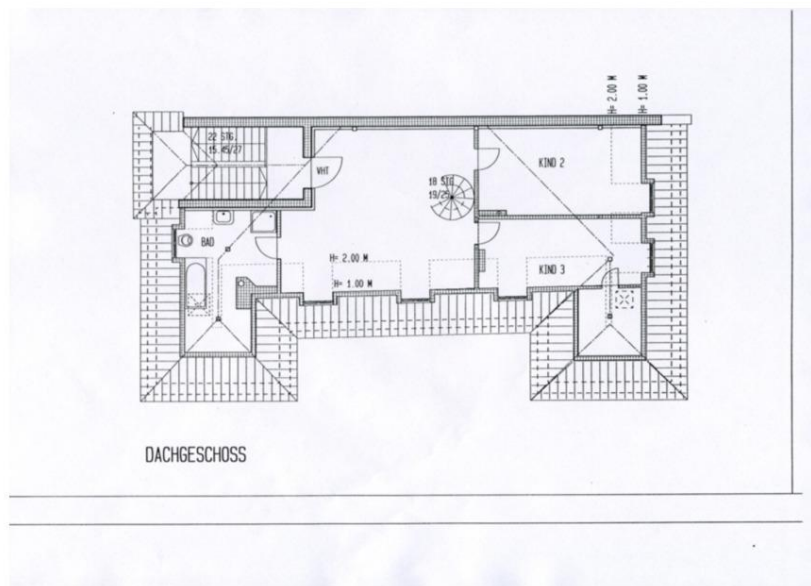 H= 2.00 M
H= 1.00 M
22 STG.
15.45/27
VHT
KIND 2
18 STG
19/25
BAD
H= 2.00 M
KIND 3
H= 1.00 M
DACHGESCHOSS